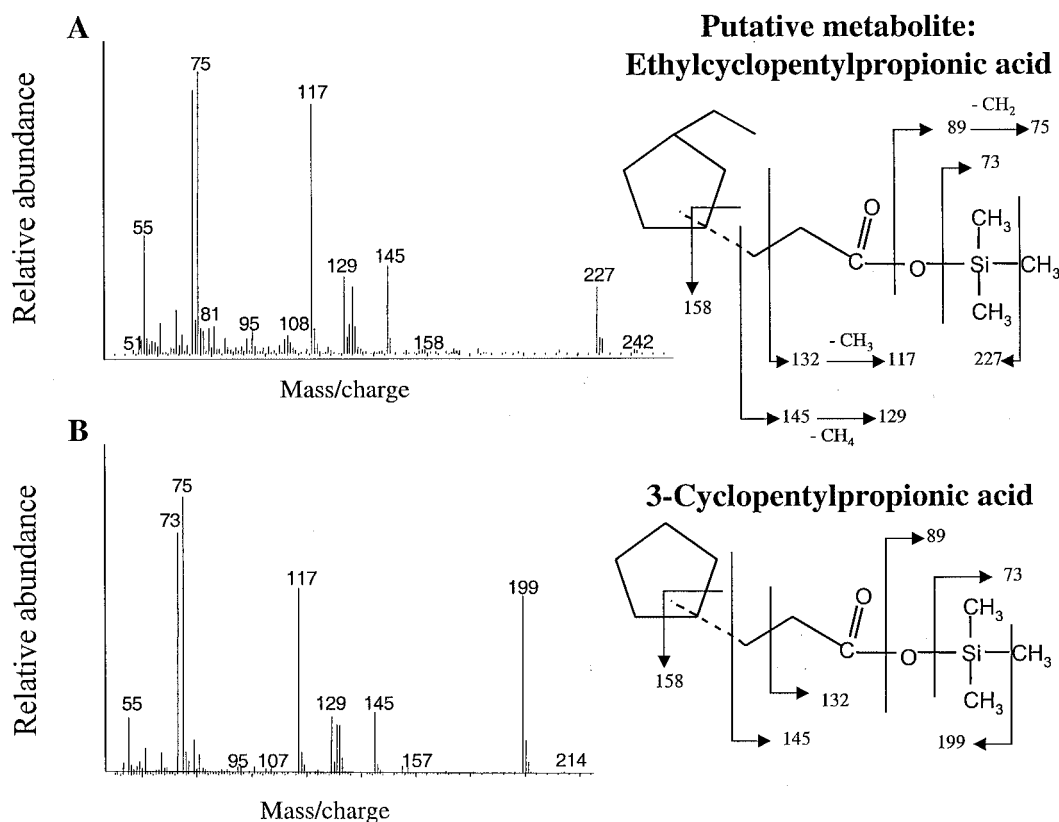 A
Relative abundance
75
117
55
129
145
227
81
95
108
51
158
242
Mass/charge
Putative metabolite:
Ethylcyclopentylpropionic acid
- CH2
89
75
73
O
CH3
C
O
Si
CH3
CH3
158
132
- CH3
117
227
145
- CH4
129
B
Relative abundance
75
73
117
199
55
129
145
95
107
157
214
Mass/charge
3-Cyclopentylpropionic acid
89
73
O
CH3
C
O
Si
CH3
CH3
158
132
145
199